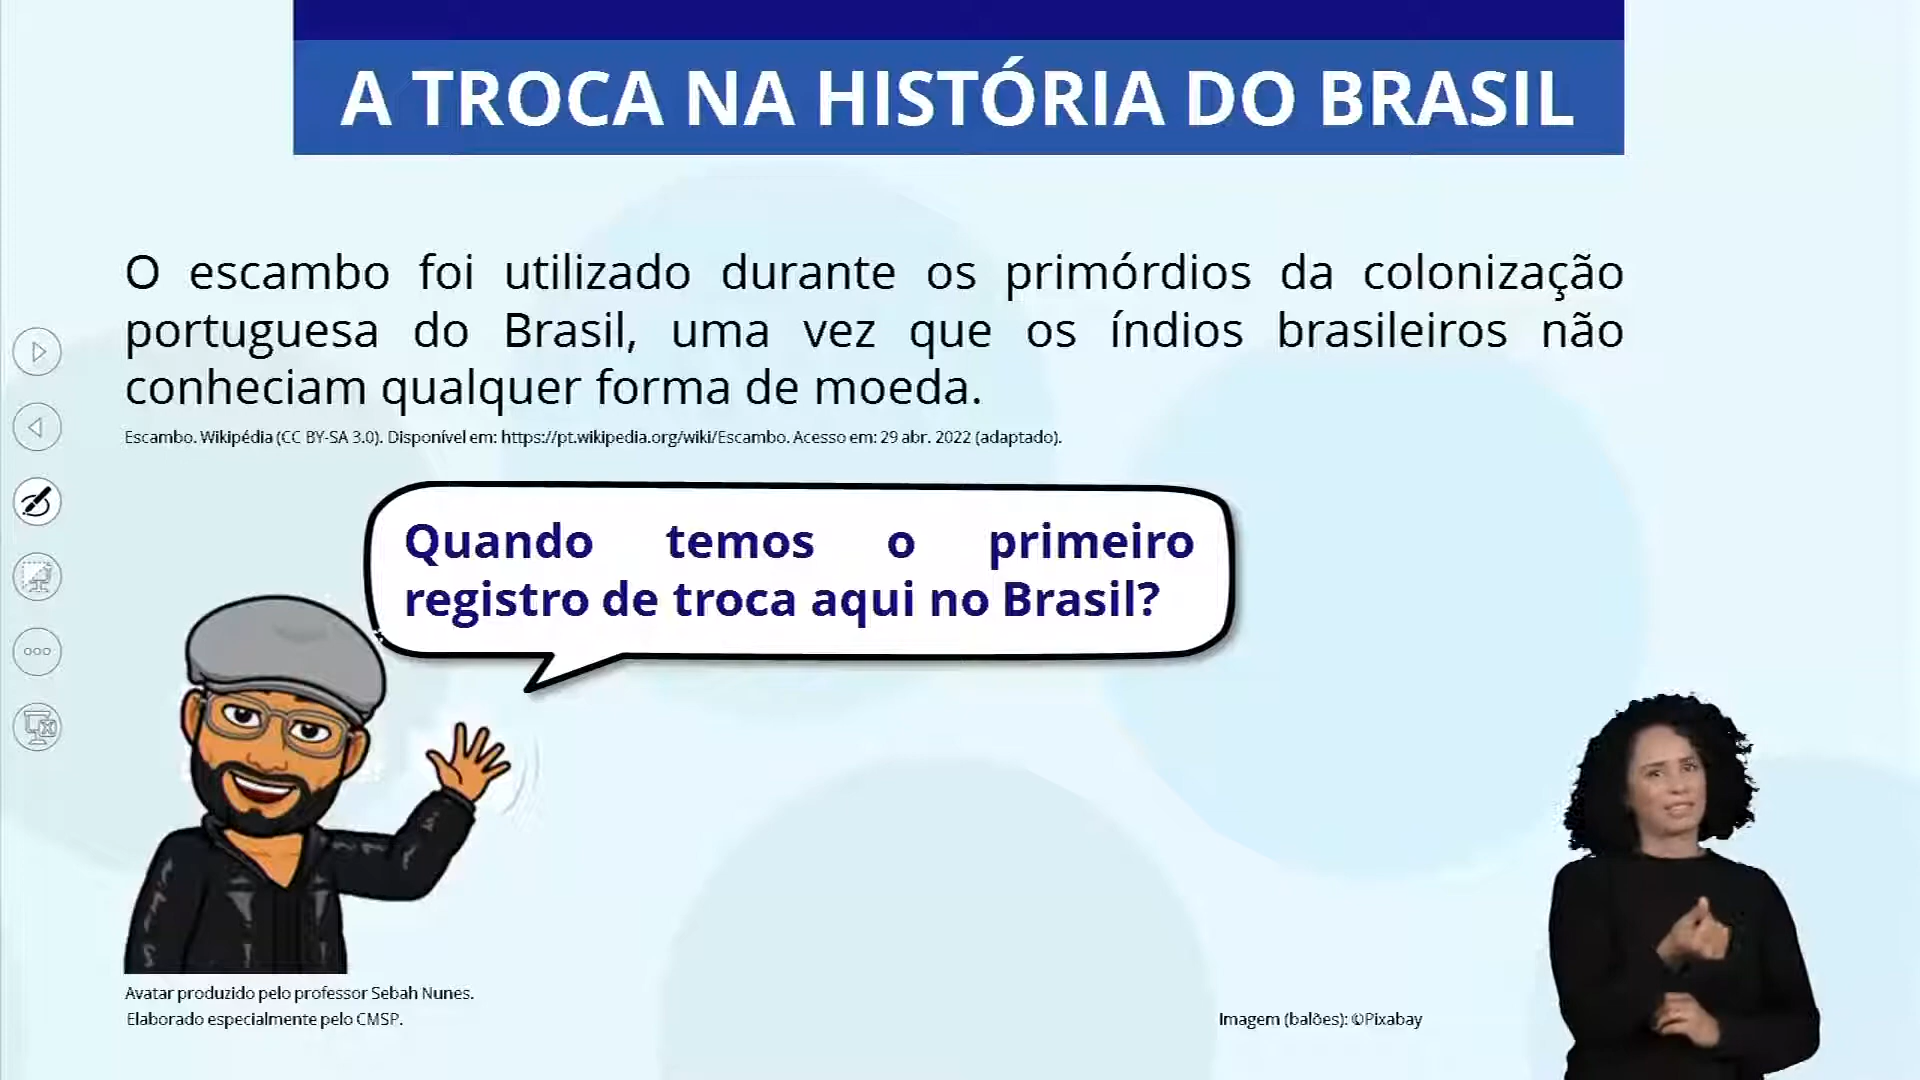 A TROCA NA HISTÓRIA DO BRASIL
O escambo foi utilizado durante os primórdios da colonização
portuguesa do Brasil, uma vez que os índios brasileiros não
conheciam qualquer forma de moeda.
Escambo. Wikipédia (CC BY-SA 3.0). Disponível em: https://pt.wikipedia.org/wiki/Escambo. Acesso em: 29 abr. 2022 (adaptado).
Quando temos o primeiro
registro de troca aqui no Brasil?
Avatar produzido pelo professor Sebah Nunes.
Elaborado especialmente pelo CMSP.
Imagem (balões): ©Pixabay